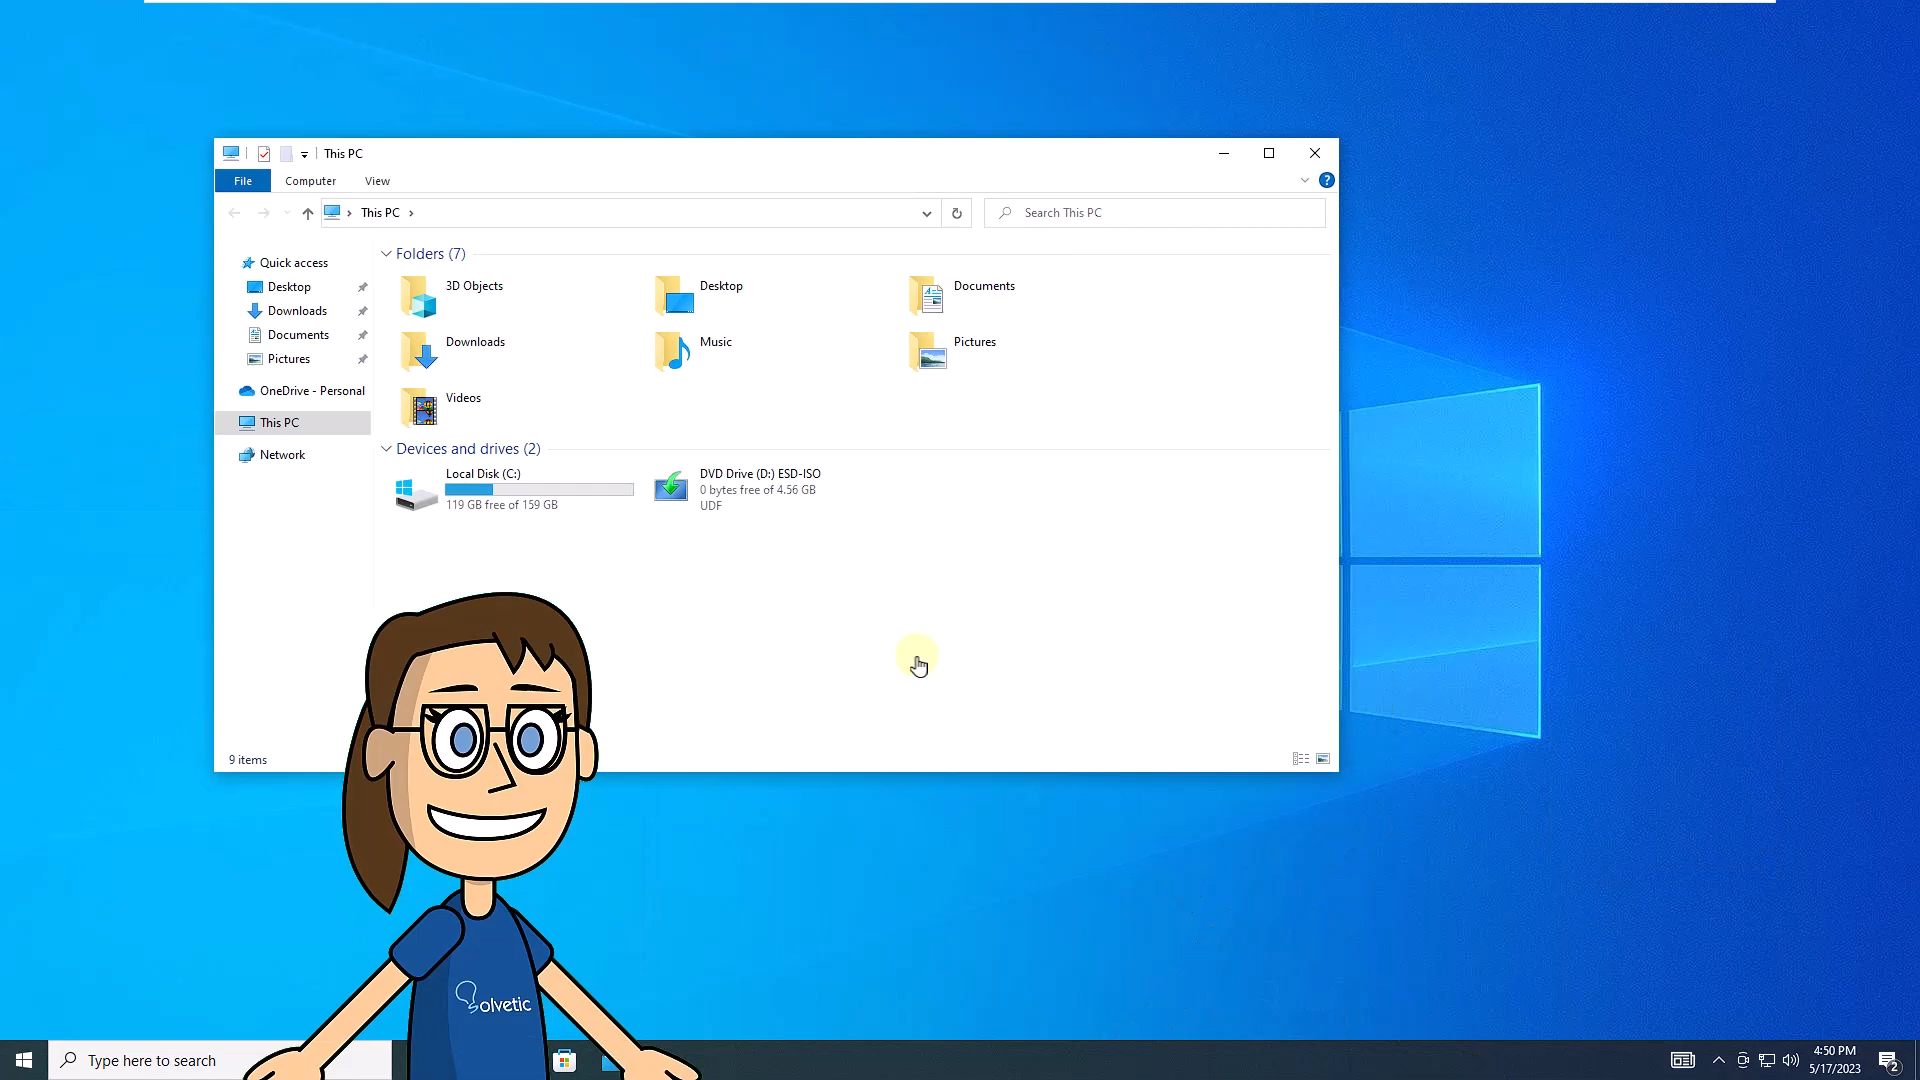 This PC
File Computer View
This PC
Search This PC
Quick access
Desktop
Downloads
Documents
Pictures
OneDrive - Personal
This PC
Network
Folders (7)
3D Objects
Desktop
Documents
Downloads
Music
Pictures
Videos
Devices and drives (2)
Local Disk (C:)
119 GB free of 159 GB
DVD Drive (D:) ESD-ISO
0 bytes free of 4.56 GB
UDF
9 items
Solvetic
Type here to search
4:50 PM
5/17/2023
2